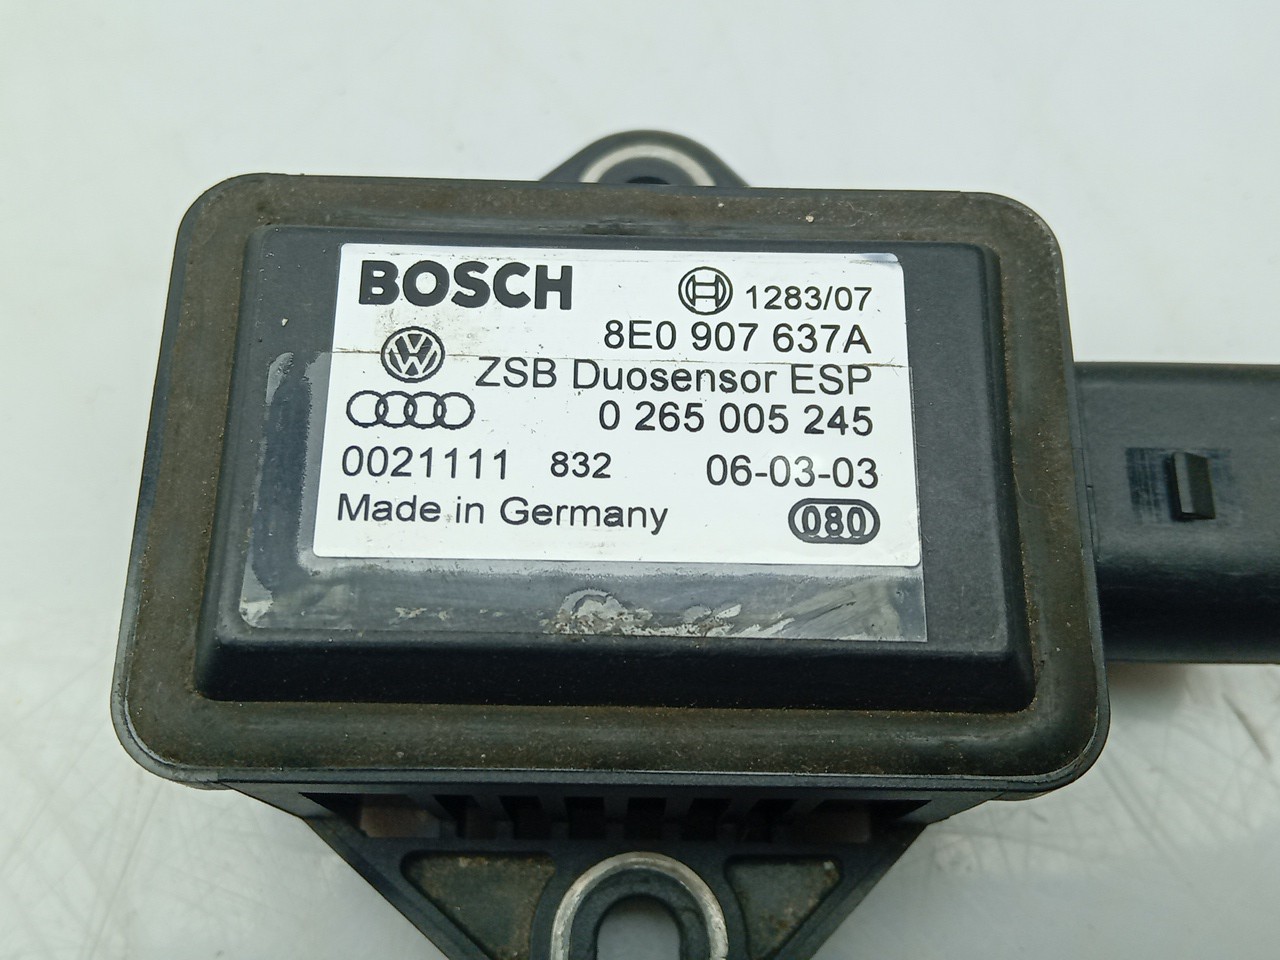 BOSCH 1283/07
8E0 907 637A
ZSB Duosensor ESP
0 265 005 245
0021111 832 06-03-03
Made in Germany 080